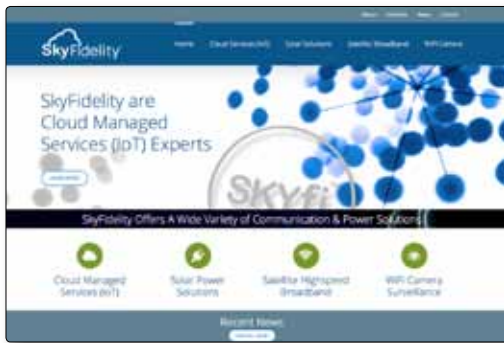 SkyFidelity
Home Cloud Services (IoT) Solar Solutions Satellite Broadband WiFi Camera
SkyFidelity are
Cloud Managed
Services (IoT) Experts
SKYfi
SkyFidelity Offers A Wide Variety of Communication & Power Solutions
Cloud Managed
Services (IoT)
Solar Power
Solutions
Satellite Highspeed
Broadband
WiFi Camera
Surveillance
Recent News